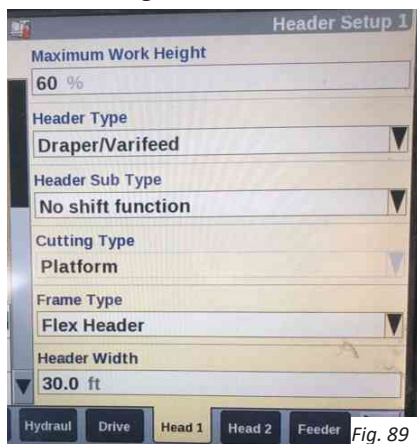 Header Setup 1
Maximum Work Height
60 %
Header Type
Draper/Varifeed
Header Sub Type
No shift function
Cutting Type
Platform
Frame Type
Flex Header
Header Width
30.0 ft
Hydraul
Drive
Head 1
Head 2
Feeder
Fig. 89